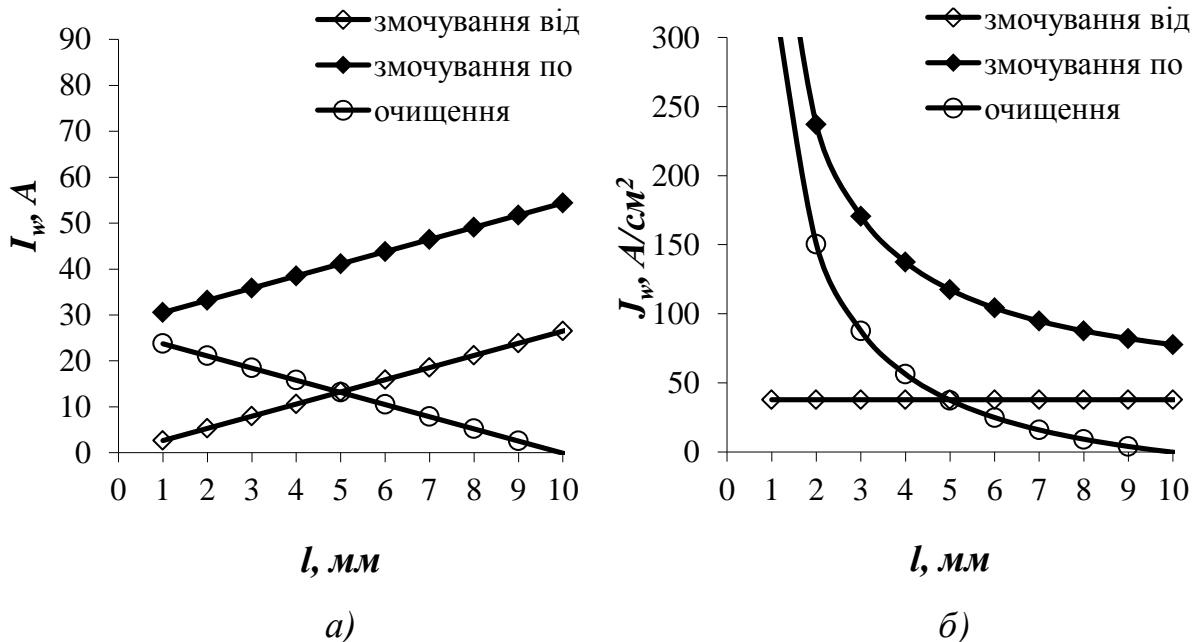 змочування від
змочування по
очищення
90
80
70
60
50
40
30
20
10
0
I_w, А
0 1 2 3 4 5 6 7 8 9 10
l, мм
а)
змочування від
змочування по
очищення
300
250
200
150
100
50
0
J_w, А/см²
0 1 2 3 4 5 6 7 8 9 10
l, мм
б)